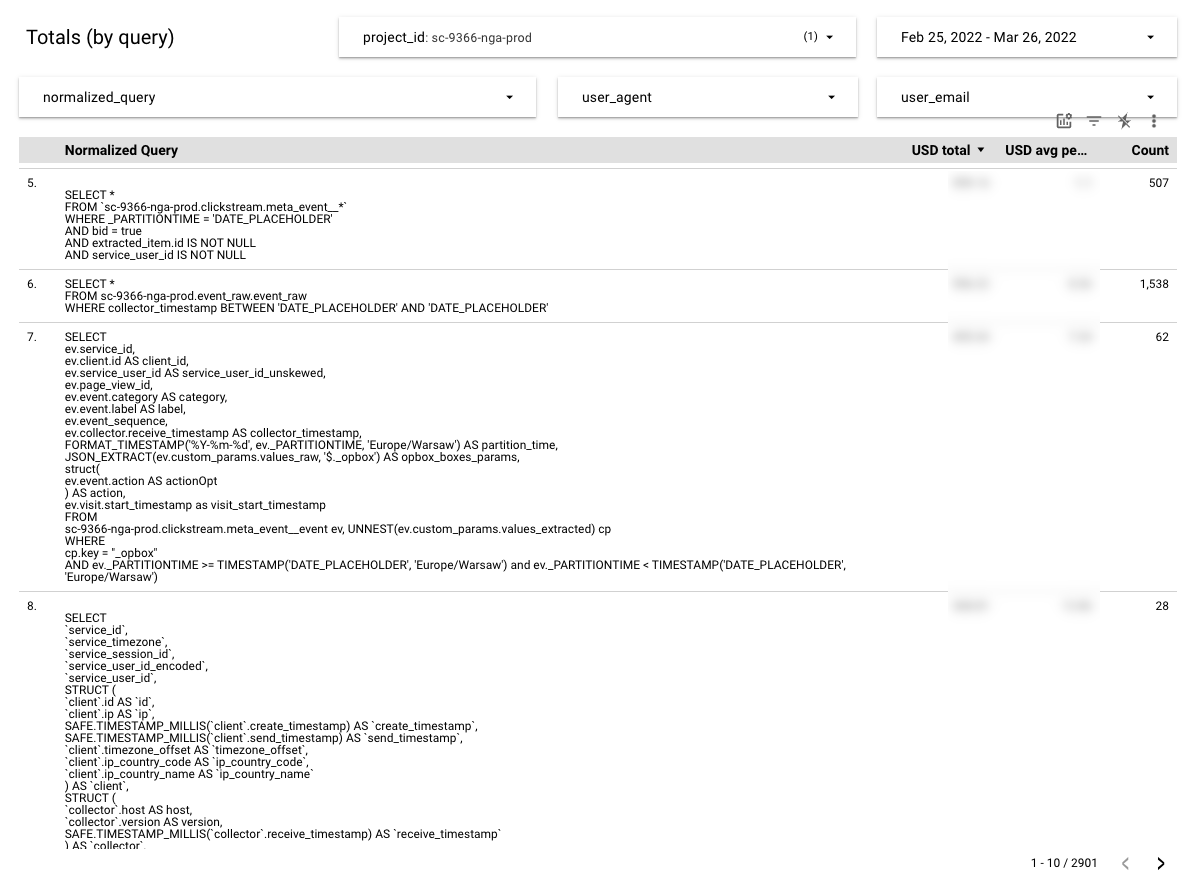 Totals (by query)
project_id: sc-9366-nga-prod (1)
Feb 25, 2022 - Mar 26, 2022
normalized_query
user_agent
user_email
Normalized Query USD total USD avg pe... Count
5. 507
SELECT *
FROM `sc-9366-nga-prod.clickstream.meta_event__*`
WHERE _PARTITIONTIME = 'DATE_PLACEHOLDER'
AND bid = true
AND extracted_item.id IS NOT NULL
AND service_user_id IS NOT NULL
6. SELECT * 1,538
FROM sc-9366-nga-prod.event_raw.event_raw
WHERE collector_timestamp BETWEEN 'DATE_PLACEHOLDER' AND 'DATE_PLACEHOLDER'
7. SELECT 62
ev.service_id,
ev.client.id AS client_id,
ev.service_user_id AS service_user_id_unskewed,
ev.page_view_id,
ev.event.category AS category,
ev.event.label AS label,
ev.event_sequence,
ev.collector.receive_timestamp AS collector_timestamp,
FORMAT_TIMESTAMP('%Y-%m-%d', ev._PARTITIONTIME, 'Europe/Warsaw') AS partition_time,
JSON_EXTRACT(ev.custom_params.values_raw, '$._opbox') AS opbox_boxes_params,
struct(
ev.event.action AS actionOpt
) AS action,
ev.visit.start_timestamp as visit_start_timestamp
FROM
sc-9366-nga-prod.clickstream.meta_event__event ev, UNNEST(ev.custom_params.values_extracted) cp
WHERE
cp.key = "_opbox"
AND ev._PARTITIONTIME >= TIMESTAMP('DATE_PLACEHOLDER', 'Europe/Warsaw') and ev._PARTITIONTIME < TIMESTAMP('DATE_PLACEHOLDER',
'Europe/Warsaw')
8. 28
SELECT
`service_id`,
`service_timezone`,
`service_session_id`,
`service_user_id_encoded`,
`service_user_id`,
STRUCT (
`client`.id AS `id`,
`client`.ip AS `ip`,
SAFE.TIMESTAMP_MILLIS(`client`.create_timestamp) AS `create_timestamp`,
SAFE.TIMESTAMP_MILLIS(`client`.send_timestamp) AS `send_timestamp`,
`client`.timezone_offset AS `timezone_offset`,
`client`.ip_country_code AS `ip_country_code`,
`client`.ip_country_name AS `ip_country_name`
) AS `client`,
STRUCT (
`collector`.host AS host,
`collector`.version AS version,
SAFE.TIMESTAMP_MILLIS(`collector`.receive_timestamp) AS `receive_timestamp`
) AS `collector`,
1 - 10 / 2901